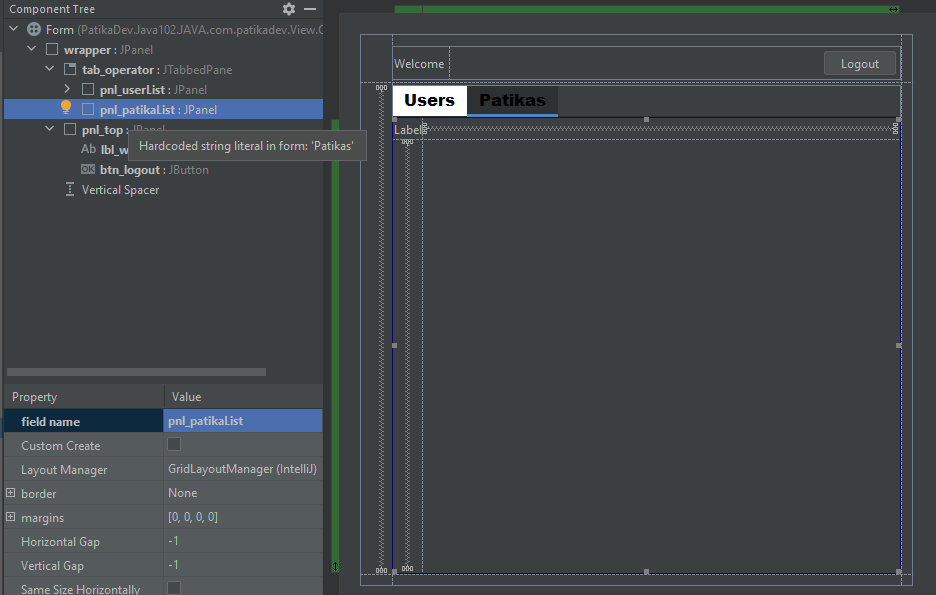 Component Tree
Form (PatikaDev.Java102.JAVA.com.patikadev.View.
wrapper : JPanel
tab_operator : JTabbedPane
pnl_userList : JPanel
pnl_patikaList : JPanel
pnl_top : JPanel
Hardcoded string literal in form: 'Patikas'
Ab lbl_w
OK btn_logout : JButton
Vertical Spacer
Property Value
field name pnl_patikaList
Custom Create
Layout Manager GridLayoutManager (IntelliJ)
border None
margins [0, 0, 0, 0]
Horizontal Gap -1
Vertical Gap -1
Same Size Horizontally
Welcome
Logout
Users Patikas
Label